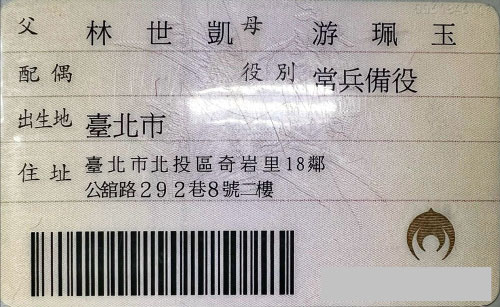 父 林世凱 母 游珮玉
配偶 役別 常兵備役
出生地 臺北市
住址 臺北市北投區奇岩里18鄰
公舘路292巷8號二樓